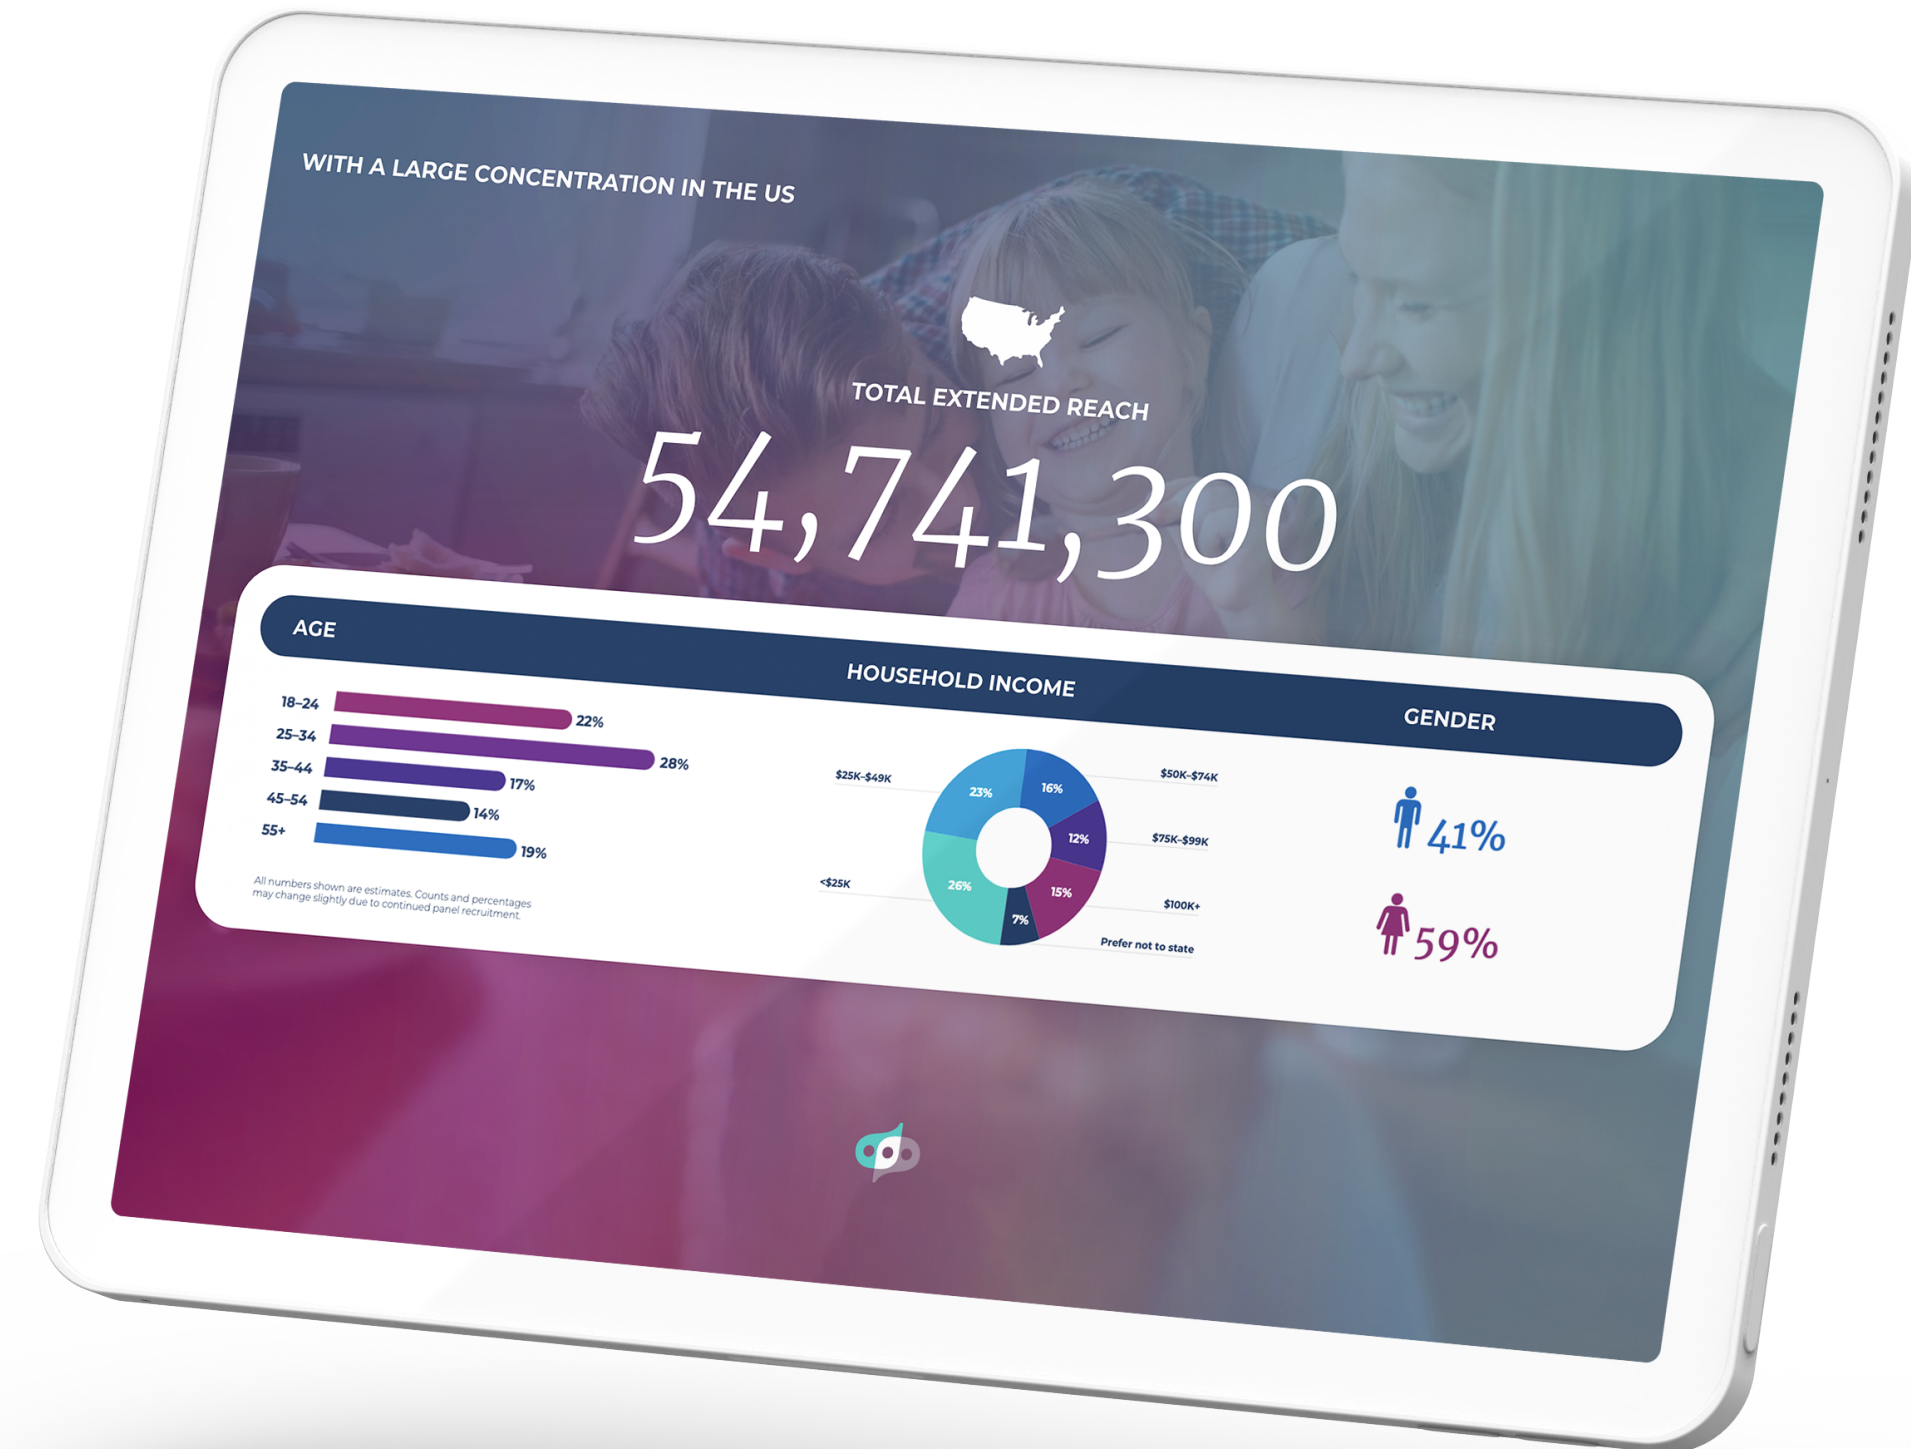 WITH A LARGE CONCENTRATION IN THE US
TOTAL EXTENDED REACH
54,741,300
AGE
HOUSEHOLD INCOME
GENDER
18–24
22%
25–34
28%
35–44
17%
45–54
14%
55+
19%
All numbers shown are estimates. Counts and percentages
may change slightly due to continued panel recruitment.
$25K–$49K
23%
16%
$50K–$74K
12%
$75K–$99K
<$25K
26%
15%
$100K+
7%
Prefer not to state
41%
59%